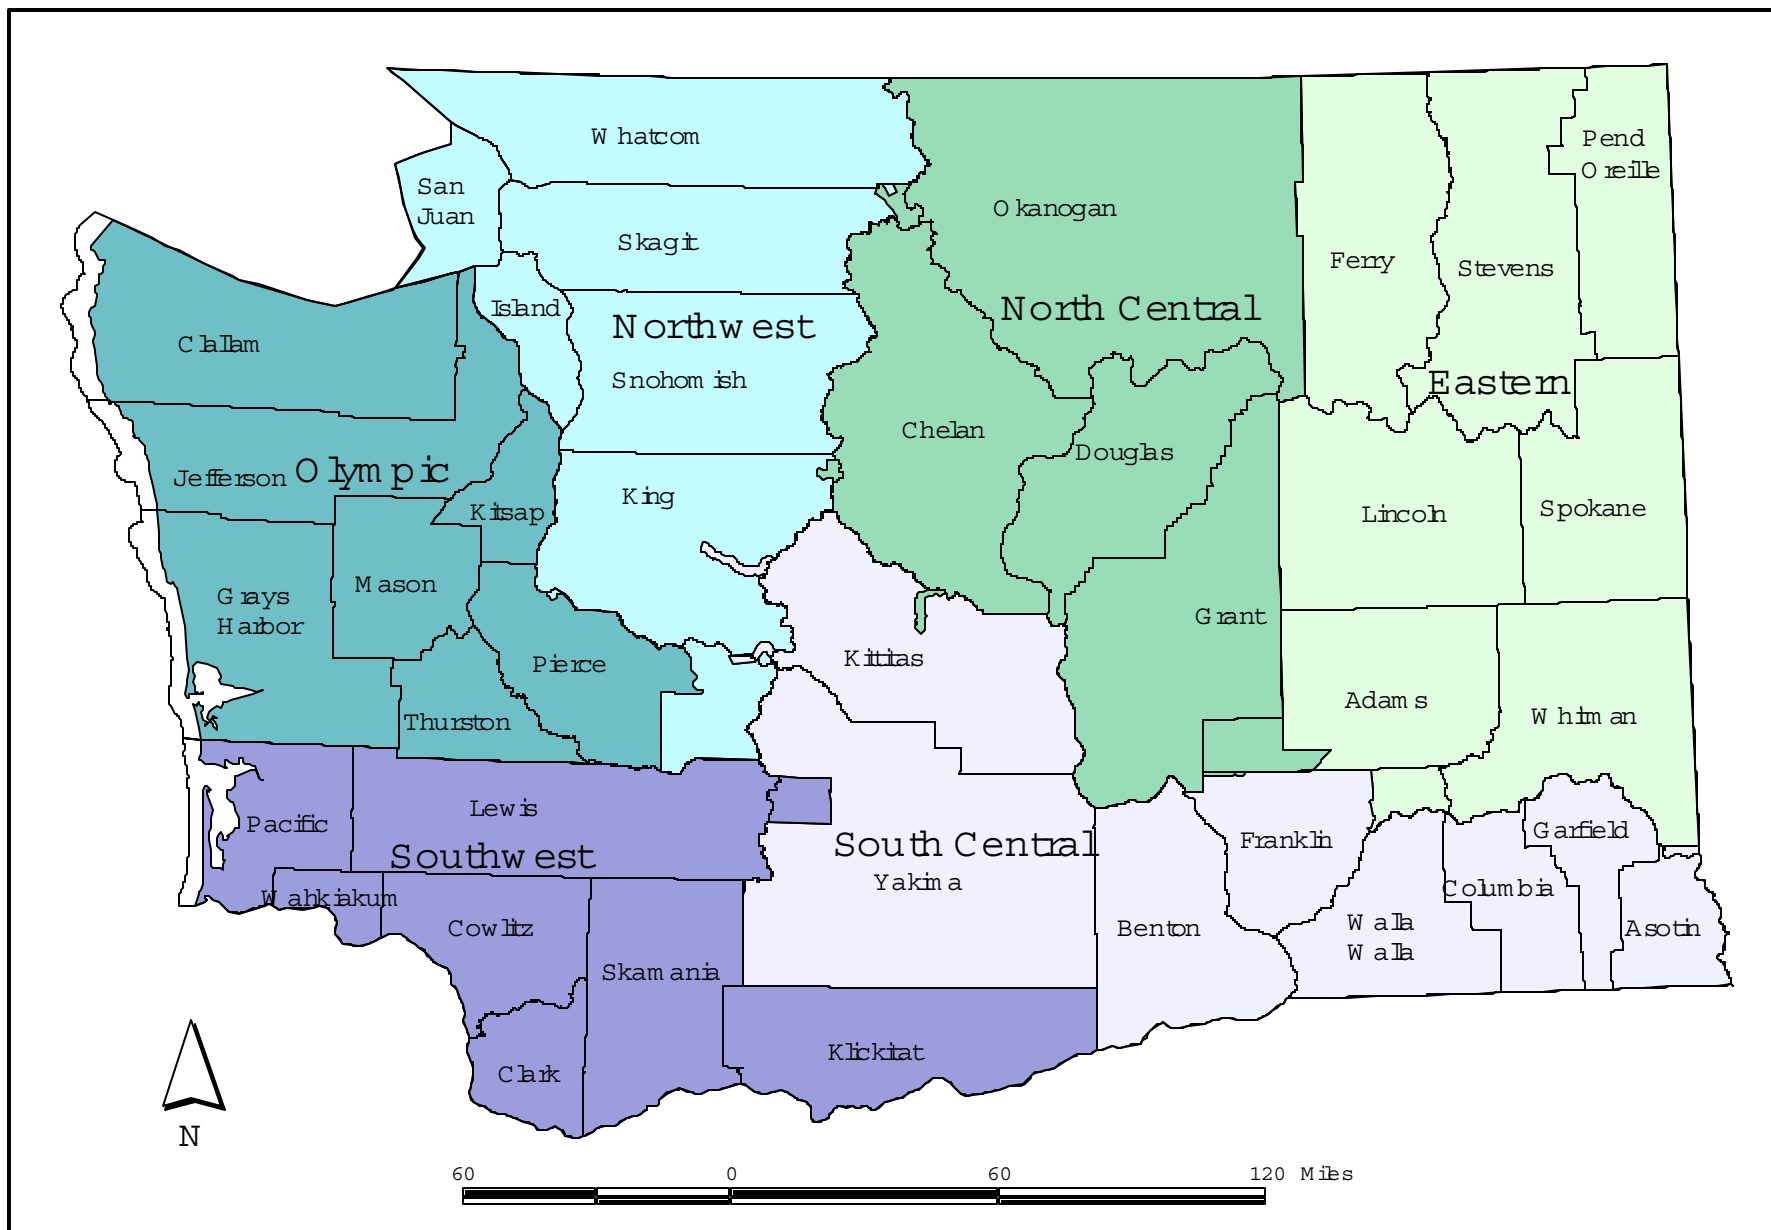 Whatcom
Pend
Oreille
San
Juan
Okanogan
Skagit
Ferry
Stevens
Island
North Central
Northwest
Clallam
Snohomish
Eastern
Chelan
Douglas
Jefferson
Olympic
King
Kitsap
Lincoln
Spokane
Mason
Grays
Harbor
Grant
Pierce
Kittitas
Adams
Whitman
Thurston
Lewis
Pacific
Garfield
Franklin
South Central
Southwest
Yakima
Columbia
Wahkiakum
Cowlitz
Benton
Walla
Walla
Asotin
Skamania
Klickitat
Clark
N
60 0 60 120 Miles